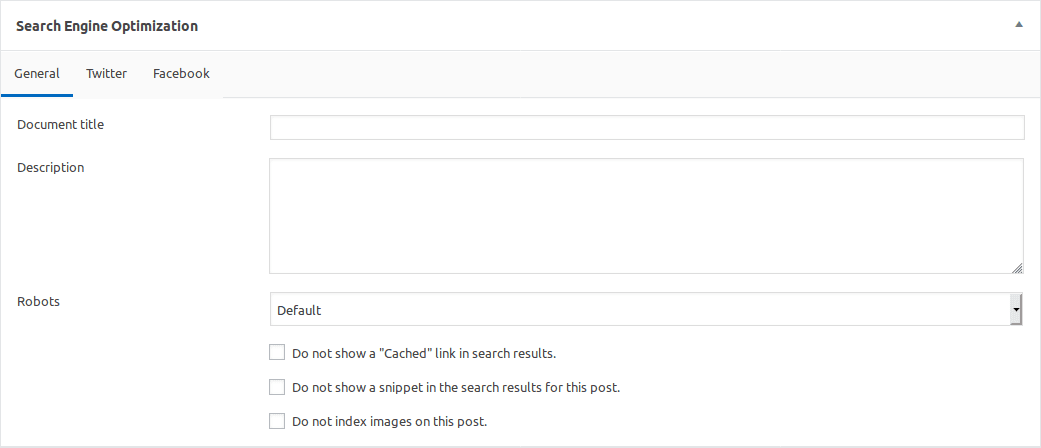 Search Engine Optimization
General Twitter Facebook
Document title
Description
Robots
Default
Do not show a "Cached" link in search results.
Do not show a snippet in the search results for this post.
Do not index images on this post.